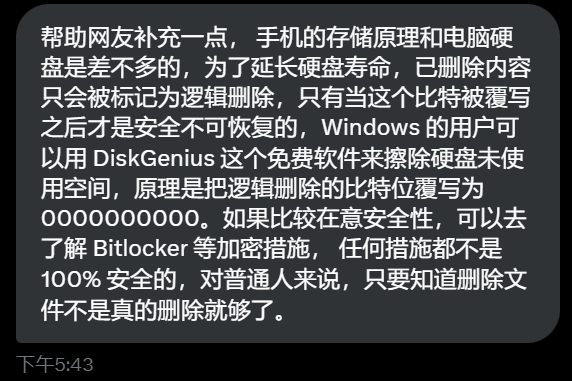 帮助网友补充一点， 手机的存储原理和电脑硬
盘是差不多的，为了延长硬盘寿命，已删除内容
只会被标记为逻辑删除，只有当这个比特被覆写
之后才是安全不可恢复的，Windows 的用户可
以用 DiskGenius 这个免费软件来擦除硬盘未使
用空间，原理是把逻辑删除的比特位覆写为
0000000000。如果比较在意安全性，可以去
了解 Bitlocker 等加密措施， 任何措施都不是
100% 安全的，对普通人来说，只要知道删除文
件不是真的删除就够了。
下午5:43